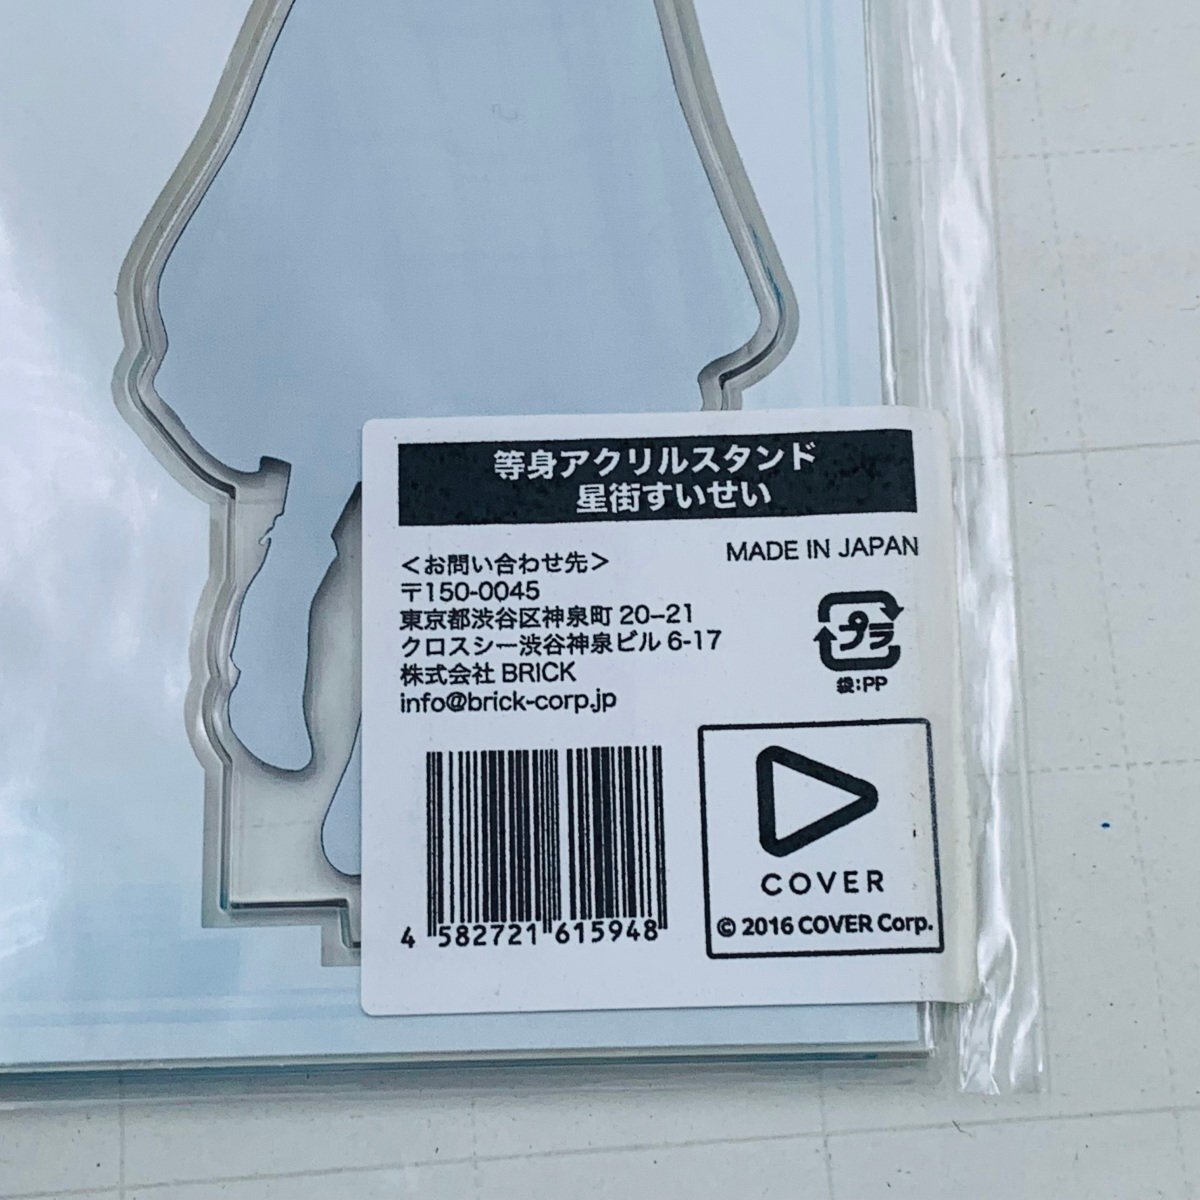 等身アクリルスタンド
星街すいせい
MADE IN JAPAN
＜お問い合わせ先＞
〒150-0045
東京都渋谷区神泉町 20−21
クロスシー渋谷神泉ビル 6-17
株式会社 BRICK
info@brick-corp.jp
プラ
袋:PP
4 582721 615948
COVER
© 2016 COVER Corp.